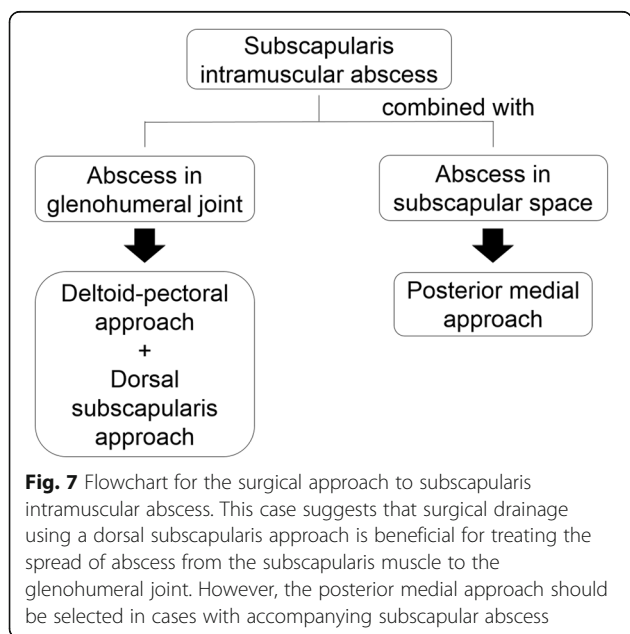 Subscapularis
intramuscular abscess
combined with
Abscess in
glenohumeral joint
Abscess in
subscapular space
Deltoid-pectoral
approach
+
Dorsal
subscapularis
approach
Posterior medial
approach
Fig. 7 Flowchart for the surgical approach to subscapularis
intramuscular abscess. This case suggests that surgical drainage
using a dorsal subscapularis approach is beneficial for treating the
spread of abscess from the subscapularis muscle to the
glenohumeral joint. However, the posterior medial approach should
be selected in cases with accompanying subscapular abscess